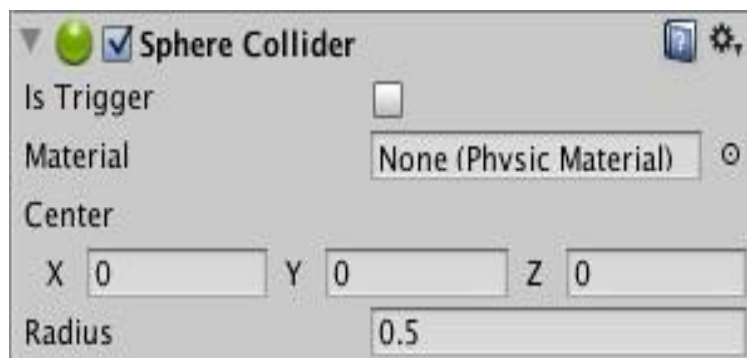 Sphere Collider
Is Trigger
Material None (Physic Material)
Center
X 0 Y 0 Z 0
Radius 0.5